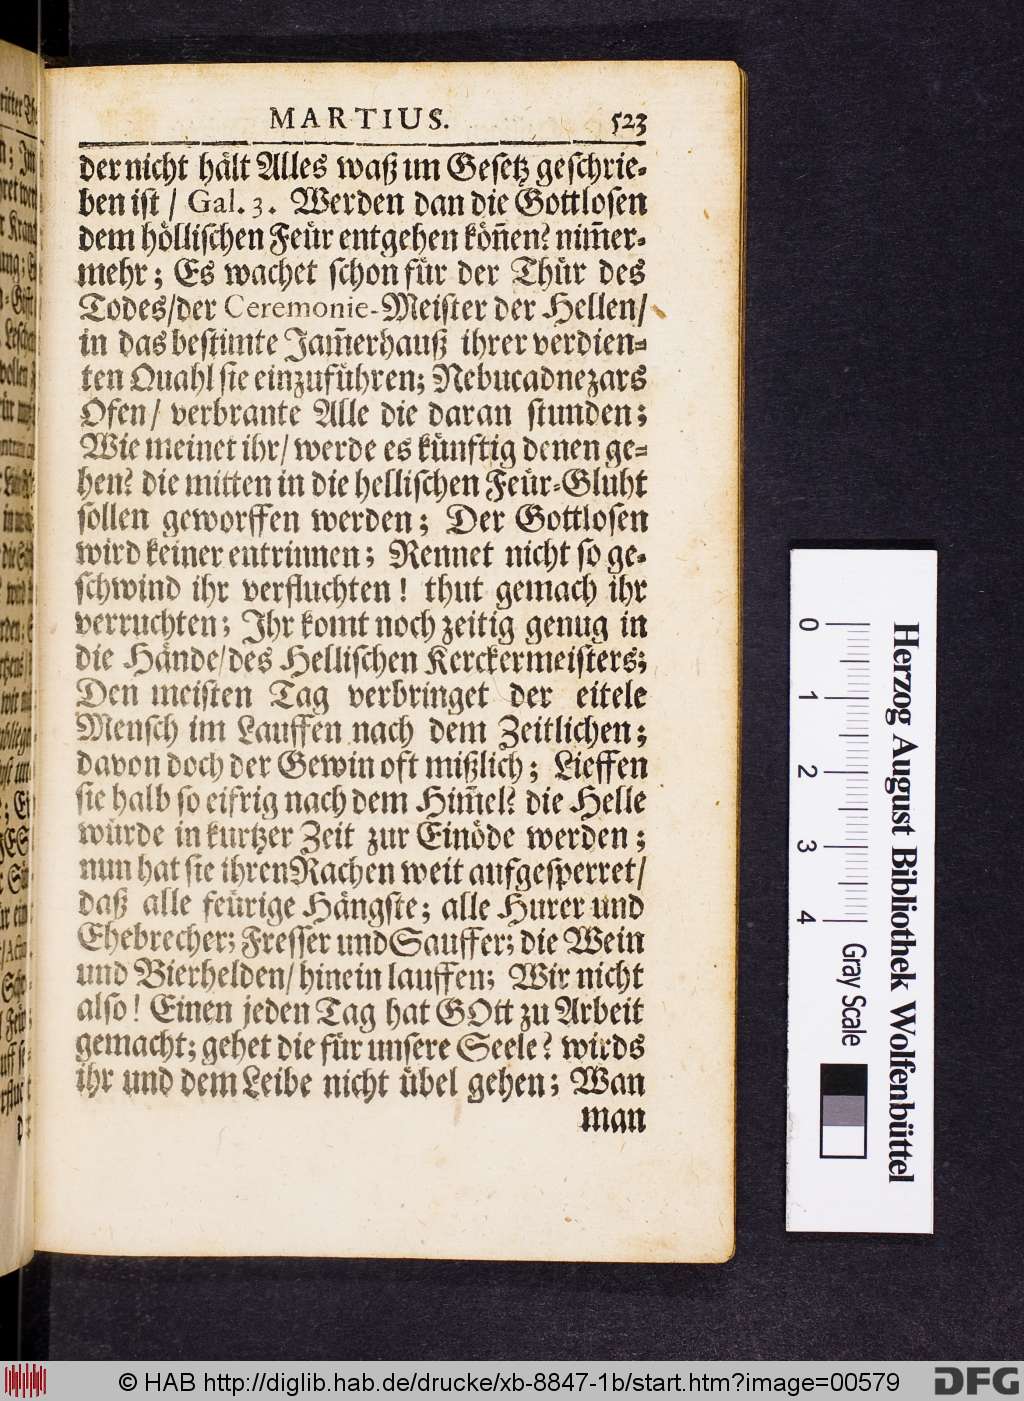 MARTIUS. 523
der nicht hält Alles waß im Gesetz geschrie-
ben ist / Gal. 3. Werden dan die Gottlosen
dem höllischen Feür entgehen könn̄en? nim̄er-
mehr; Es wachet schon für der Thür des
Todes/der Ceremonie-Meister der Hellen/
in das bestimte Jam̄erhauß ihrer verdien-
ten Quahl sie einzuführen; Nebucadnezars
Ofen/ verbrante Alle die daran stunden;
Wie meinet ihr/ werde es künftig denen ge-
hen? die mitten in die hellischen Feür-Gluht
sollen geworffen werden; Der Gottlosen
wird keiner entrinnen; Rennet nicht so ge-
schwind ihr verfluchten! thut gemach ihr
verruchten; Ihr komt noch zeitig genug in
die Hände/des Hellischen Kerckermeisters;
Den meisten Tag verbringet der eitele
Mensch im Lauffen nach dem Zeitlichen;
davon doch der Gewin oft mißlich; Lieffen
sie halb so eifrig nach dem Him̄el? die Helle
würde in kurtzer Zeit zur Einöde werden;
nun hat sie ihren Rachen weit aufgesperret/
daß alle feürige Hängste; alle Hurer und
Ehebrecher; Fresser und Sauffer; die Wein
und Bierhelden/ hinein lauffen; Wir nicht
also! Einen jeden Tag hat GOtt zu Arbeit
gemacht; gehet die für unsere Seele? wirds
ihr und dem Leibe nicht übel gehen; Wan
man
0 1 2 3 4
Herzog August Bibliothek Wolfenbüttel
Gray Scale
© HAB http://diglib.hab.de/drucke/xb-8847-1b/start.htm?image=00579
DFG